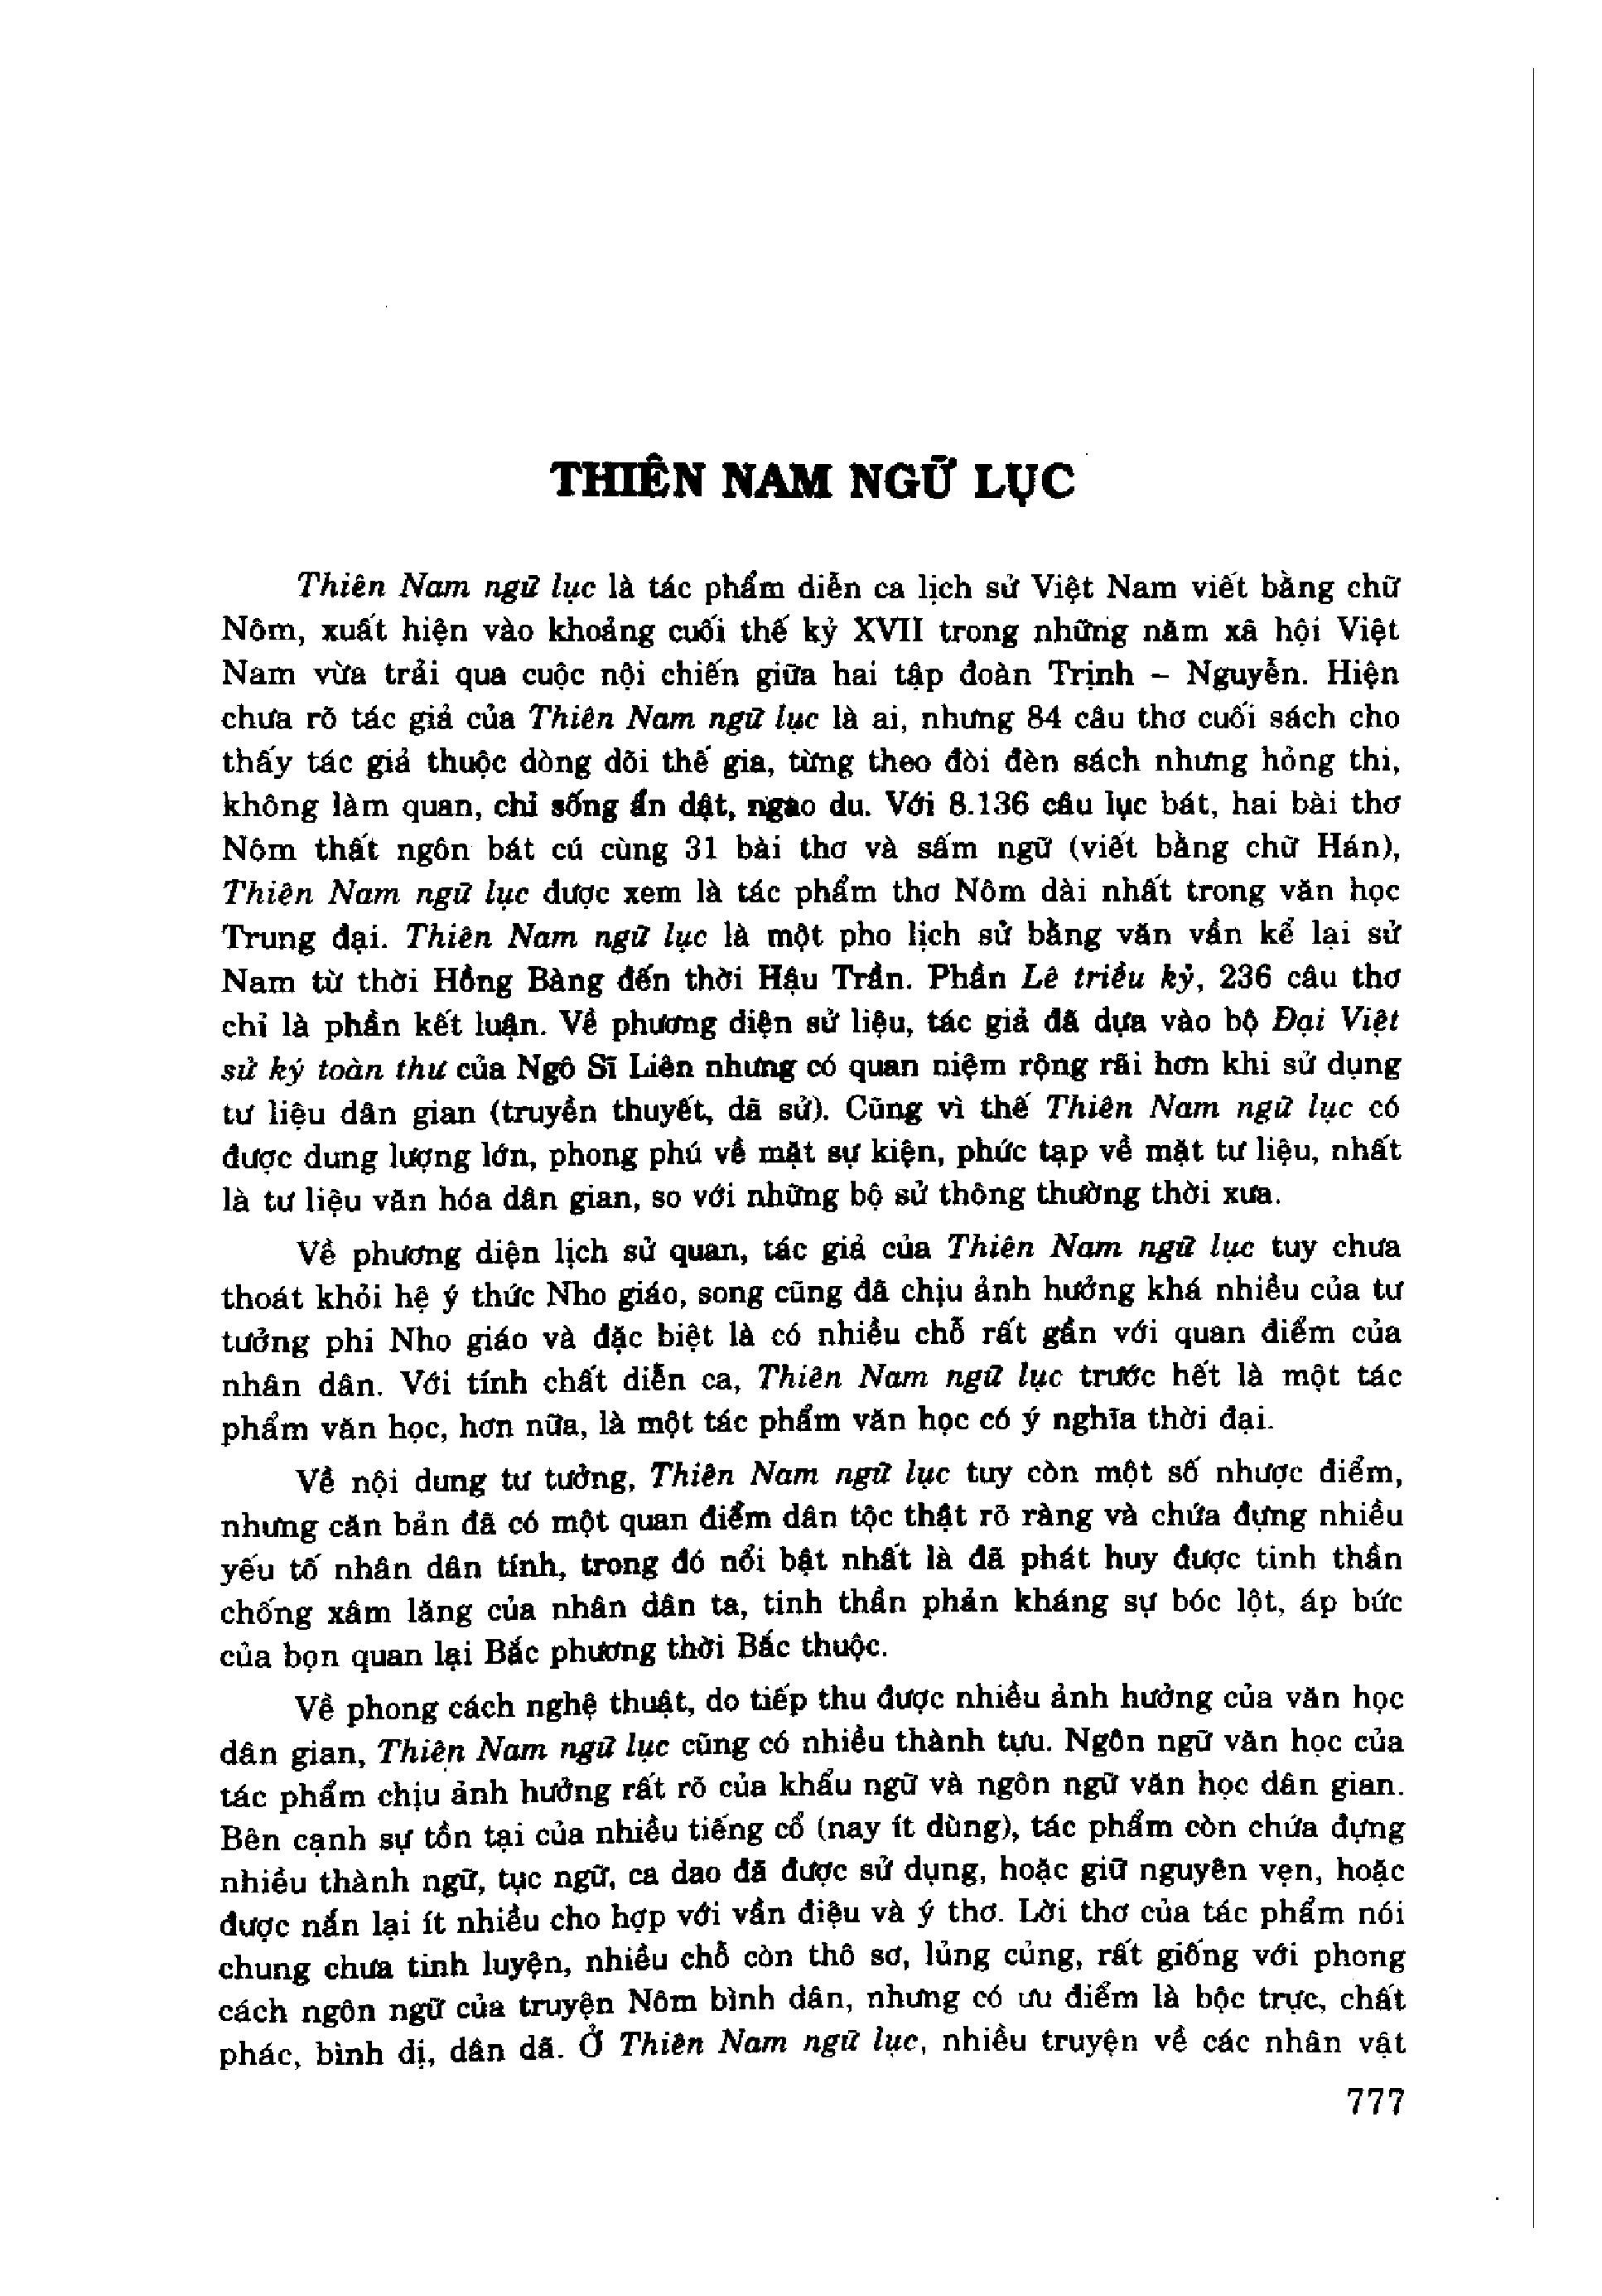 THIÊN NAM NGỮ LỤC
Thiên Nam ngữ lục là tác phẩm diễn ca lịch sử Việt Nam viết bằng chữ
Nôm, xuất hiện vào khoảng cuối thế kỷ XVII trong những năm xã hội Việt
Nam vừa trải qua cuộc nội chiến giữa hai tập đoàn Trịnh – Nguyễn. Hiện
chưa rõ tác giả của Thiên Nam ngữ lục là ai, nhưng 84 câu thơ cuối sách cho
thấy tác giả thuộc dòng dõi thế gia, từng theo đòi đèn sách nhưng hỏng thi,
không làm quan, chỉ sống ẩn dật, ngao du. Với 8.136 câu lục bát, hai bài thơ
Nôm thất ngôn bát cú cùng 31 bài thơ và sấm ngữ (viết bằng chữ Hán),
Thiên Nam ngữ lục được xem là tác phẩm thơ Nôm dài nhất trong văn học
Trung đại. Thiên Nam ngữ lục là một pho lịch sử bằng văn vần kể lại sử
Nam từ thời Hồng Bàng đến thời Hậu Trần. Phần Lê triều kỷ, 236 câu thơ
chỉ là phần kết luận. Về phương diện sử liệu, tác giả đã dựa vào bộ Đại Việt
sử ký toàn thư của Ngô Sĩ Liên nhưng có quan niệm rộng rãi hơn khi sử dụng
tư liệu dân gian (truyền thuyết, dã sử). Cũng vì thế Thiên Nam ngữ lục có
được dung lượng lớn, phong phú về mặt sự kiện, phức tạp về mặt tư liệu, nhất
là tư liệu văn hóa dân gian, so với những bộ sử thông thường thời xưa.
Về phương diện lịch sử quan, tác giả của Thiên Nam ngữ lục tuy chưa
thoát khỏi hệ ý thức Nho giáo, song cũng đã chịu ảnh hưởng khá nhiều của tư
tưởng phi Nho giáo và đặc biệt là có nhiều chỗ rất gần với quan điểm của
nhân dân. Với tính chất diễn ca, Thiên Nam ngữ lục trước hết là một tác
phẩm văn học, hơn nữa, là một tác phẩm văn học có ý nghĩa thời đại.
Về nội dung tư tưởng, Thiên Nam ngữ lục tuy còn một số nhược điểm,
nhưng căn bản đã có một quan điểm dân tộc thật rõ ràng và chứa đựng nhiều
yếu tố nhân dân tính, trong đó nổi bật nhất là đã phát huy được tinh thần
chống xâm lăng của nhân dân ta, tinh thần phản kháng sự bóc lột, áp bức
của bọn quan lại Bắc phương thời Bắc thuộc.
Về phong cách nghệ thuật, do tiếp thu được nhiều ảnh hưởng của văn học
dân gian, Thiên Nam ngữ lục cũng có nhiều thành tựu. Ngôn ngữ văn học của
tác phẩm chịu ảnh hưởng rất rõ của khẩu ngữ và ngôn ngữ văn học dân gian.
Bên cạnh sự tồn tại của nhiều tiếng cổ (nay ít dùng), tác phẩm còn chứa đựng
nhiều thành ngữ, tục ngữ, ca dao đã được sử dụng, hoặc giữ nguyên vẹn, hoặc
được nắn lại ít nhiều cho hợp với vần điệu và ý thơ. Lời thơ của tác phẩm nói
chung chưa tinh luyện, nhiều chỗ còn thô sơ, lủng củng, rất giống với phong
cách ngôn ngữ của truyện Nôm bình dân, nhưng có ưu điểm là bộc trực, chất
phác, bình dị, dân dã. Ở Thiên Nam ngữ lục, nhiều truyện về các nhân vật
777